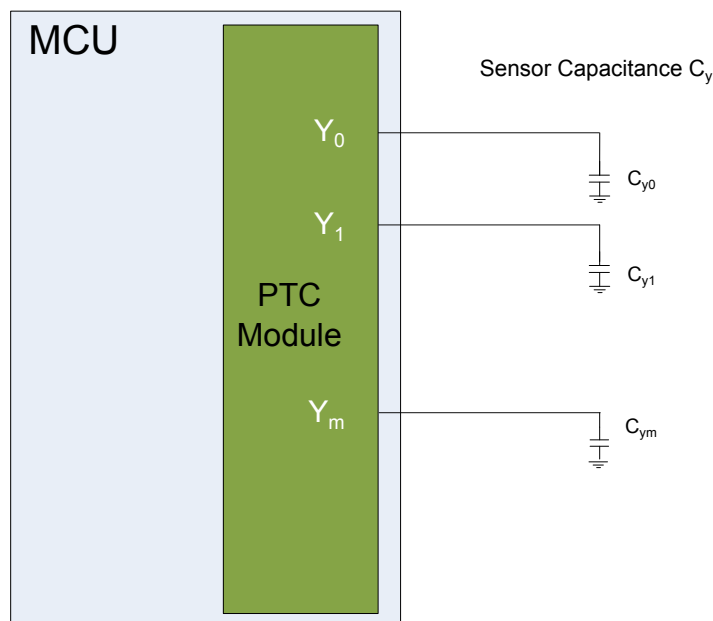 MCU
Sensor Capacitance Cy
Y0
Cy0
Y1
Cy1
PTC
Module
Ym
Cym